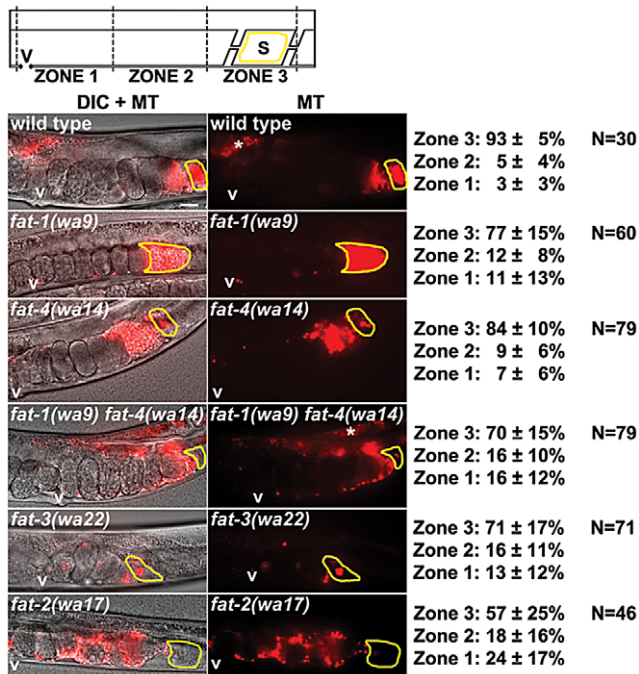 V
S
ZONE 1 ZONE 2 ZONE 3
DIC + MT MT
wild type
*
V
V
Zone 3: 93 ± 5% N=30
Zone 2: 5 ± 4%
Zone 1: 3 ± 3%
fat-1(wa9) fat-1(wa9)
V
V
Zone 3: 77 ± 15% N=60
Zone 2: 12 ± 8%
Zone 1: 11 ± 13%
fat-4(wa14) fat-4(wa14)
V
V
Zone 3: 84 ± 10% N=79
Zone 2: 9 ± 6%
Zone 1: 7 ± 6%
fat-1(wa9) fat-4(wa14) fat-1(wa9) fat-4(wa14)
*
V
V
Zone 3: 70 ± 15% N=79
Zone 2: 16 ± 10%
Zone 1: 16 ± 12%
fat-3(wa22) fat-3(wa22)
V
V
Zone 3: 71 ± 17% N=71
Zone 2: 16 ± 11%
Zone 1: 13 ± 12%
fat-2(wa17) fat-2(wa17)
V
V
Zone 3: 57 ± 25% N=46
Zone 2: 18 ± 16%
Zone 1: 24 ± 17%